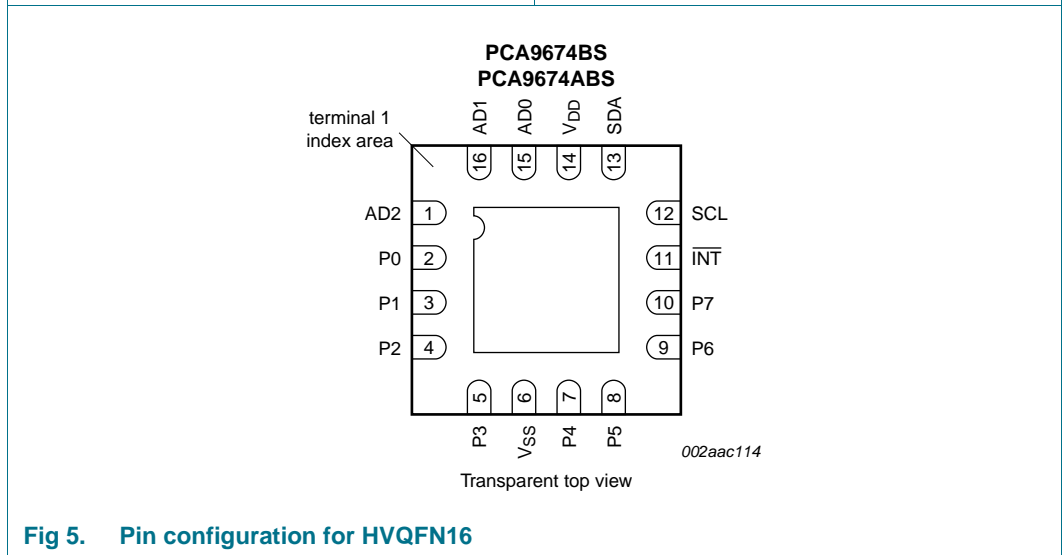 PCA9674BS
PCA9674ABS
terminal 1
index area
AD1
AD0
VDD
SDA
16
15
14
13
AD2 1
12 SCL
P0 2
11 INT
P1 3
10 P7
P2 4
9 P6
5
6
7
8
P3
VSS
P4
P5
002aac114
Transparent top view
Fig 5. Pin configuration for HVQFN16